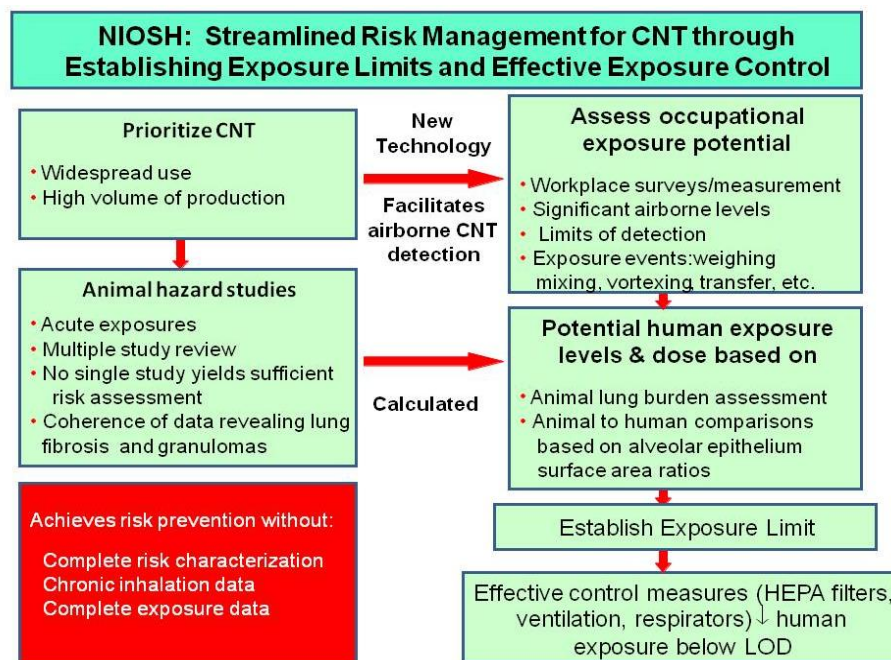 NIOSH: Streamlined Risk Management for CNT through
Establishing Exposure Limits and Effective Exposure Control
Prioritize CNT
• Widespread use
• High volume of production
New
Technology
Facilitates
airborne CNT
detection
Assess occupational
exposure potential
• Workplace surveys/measurement
• Significant airborne levels
• Limits of detection
• Exposure events:weighing
mixing, vortexing, transfer, etc.
Animal hazard studies
• Acute exposures
• Multiple study review
• No single study yields sufficient
risk assessment
• Coherence of data revealing lung
fibrosis and granulomas
Calculated
Potential human exposure
levels & dose based on
• Animal lung burden assessment
• Animal to human comparisons
based on alveolar epithelium
surface area ratios
Achieves risk prevention without:
Complete risk characterization
Chronic inhalation data
Complete exposure data
Establish Exposure Limit
Effective control measures (HEPA filters,
ventilation, respirators)↓ human
exposure below LOD